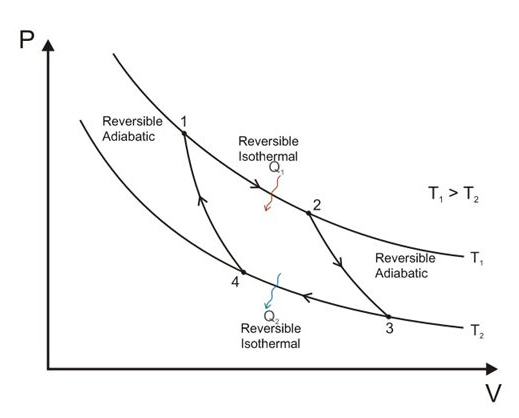 P
Reversible
Adiabatic
1
Reversible
Isothermal
Q₁
2
T₁ > T₂
Reversible
Adiabatic
T₁
4
Q₂
Reversible
Isothermal
3
T₂
V